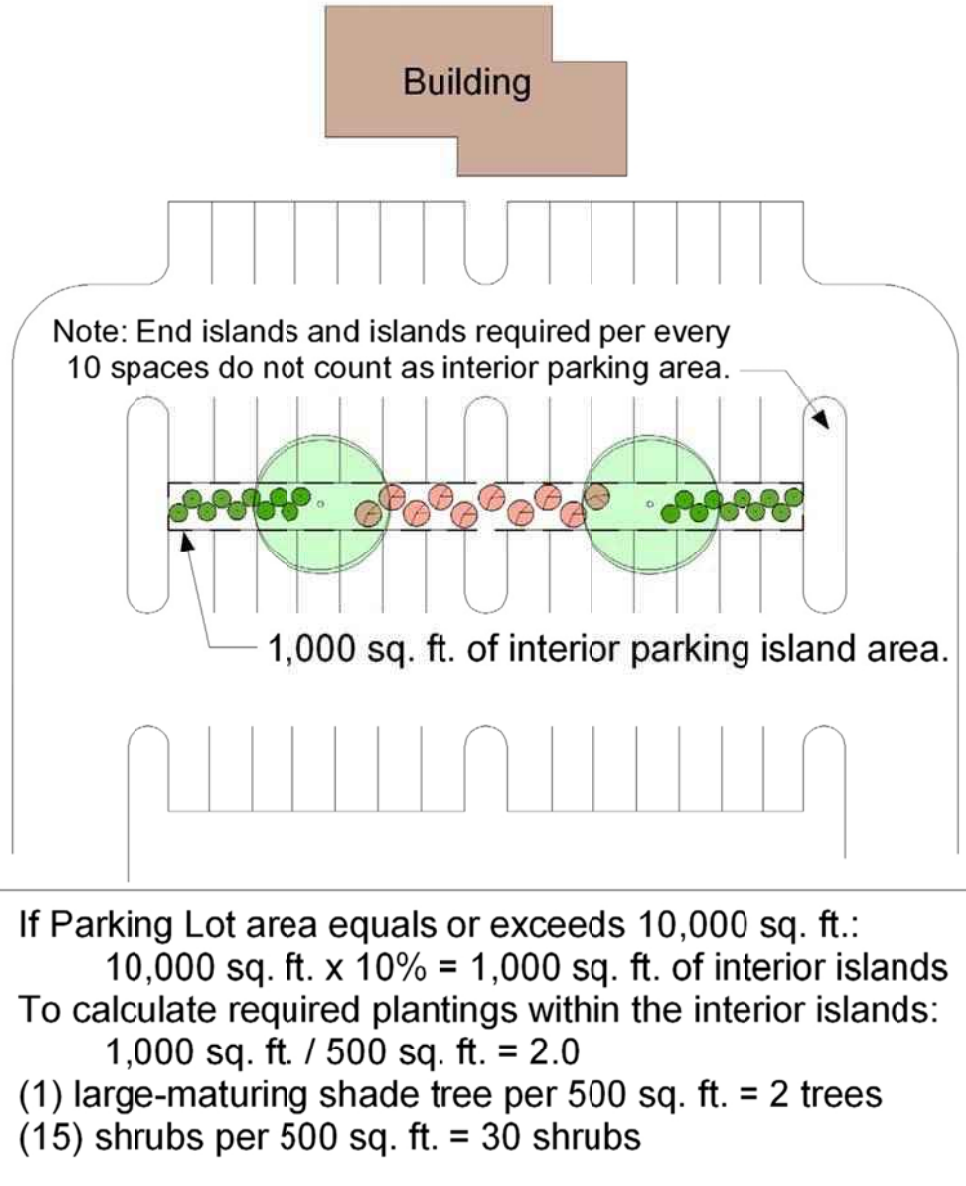 Building
Note: End islands and islands required per every
10 spaces do not count as interior parking area.
1,000 sq. ft. of interior parking island area.
If Parking Lot area equals or exceeds 10,000 sq. ft.:
10,000 sq. ft. x 10% = 1,000 sq. ft. of interior islands
To calculate required plantings within the interior islands:
1,000 sq. ft. / 500 sq. ft. = 2.0
(1) large-maturing shade tree per 500 sq. ft. = 2 trees
(15) shrubs per 500 sq. ft. = 30 shrubs